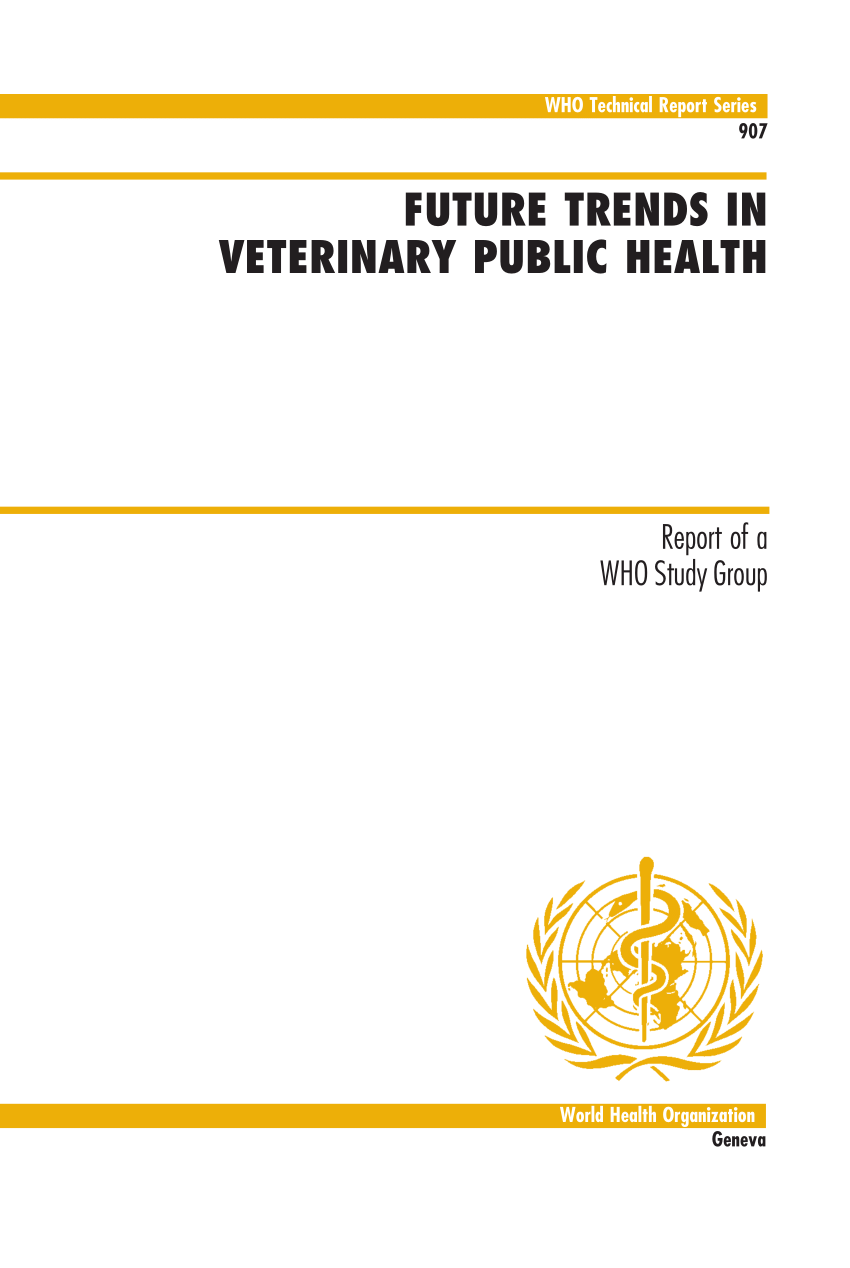 WHO Technical Report Series
907
FUTURE TRENDS IN
VETERINARY PUBLIC HEALTH
Report of a
WHO Study Group
World Health Organization
Geneva